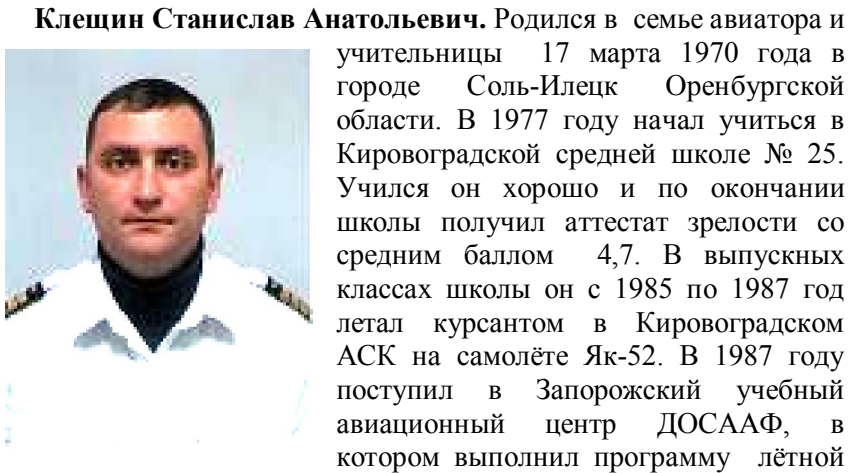 Клещин Станислав Анатольевич. Родился в семье авиатора и
учительницы 17 марта 1970 года в
городе Соль-Илецк Оренбургской
области. В 1977 году начал учиться в
Кировоградской средней школе № 25.
Учился он хорошо и по окончании
школы получил аттестат зрелости со
средним баллом 4,7. В выпускных
классах школы он с 1985 по 1987 год
летал курсантом в Кировоградском
АСК на самолёте Як-52. В 1987 году
поступил в Запорожский учебный
авиационный центр ДОСААФ, в
котором выполнил программу лётной